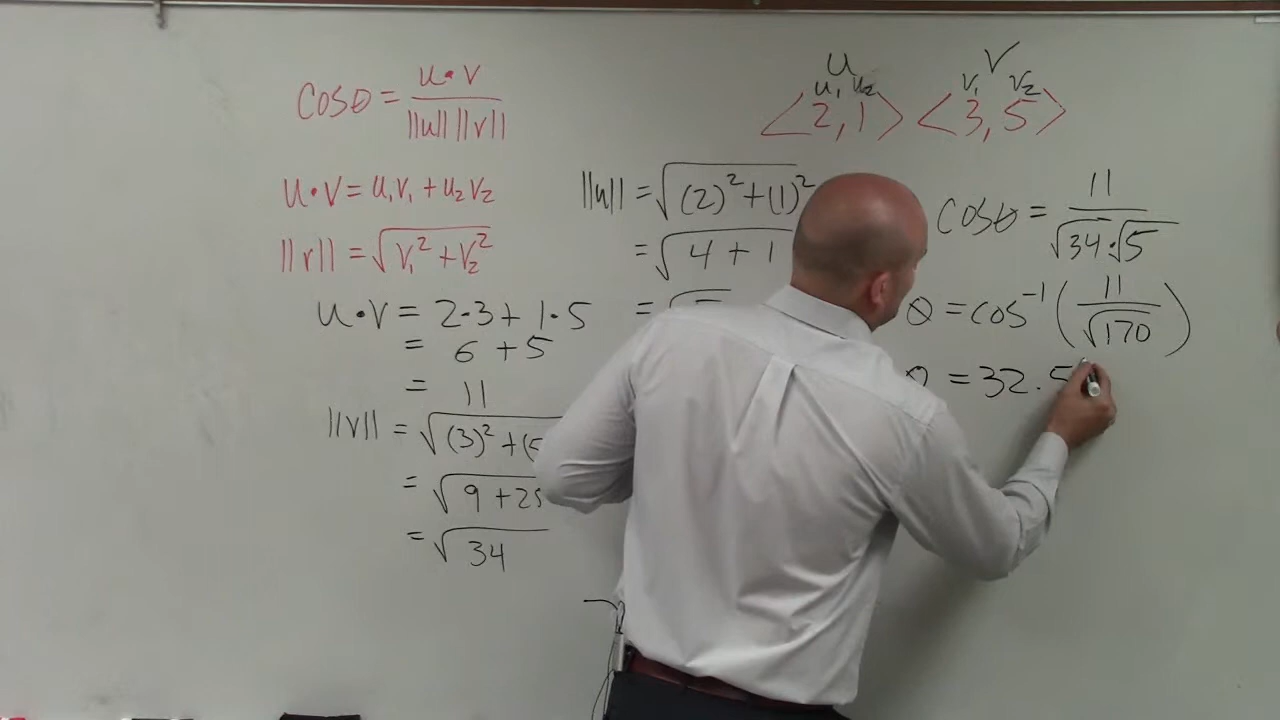 cosθ = u•v / ||u|| ||v||
u•v = u₁v₁ + u₂v₂
||v|| = √v₁² + v₂²
u•v = 2•3 + 1•5
= 6 + 5
= 11
||v|| = √(3)² + (5
= √9 + 25
= √34
||u|| = √(2)² + (1)²
= √4 + 1
= √5
u v
u₁ u₂ v₁ v₂
<2, 1> <3, 5>
cosθ = 11 / √34 • √5
θ = cos⁻¹(11 / √170)
θ = 32.5